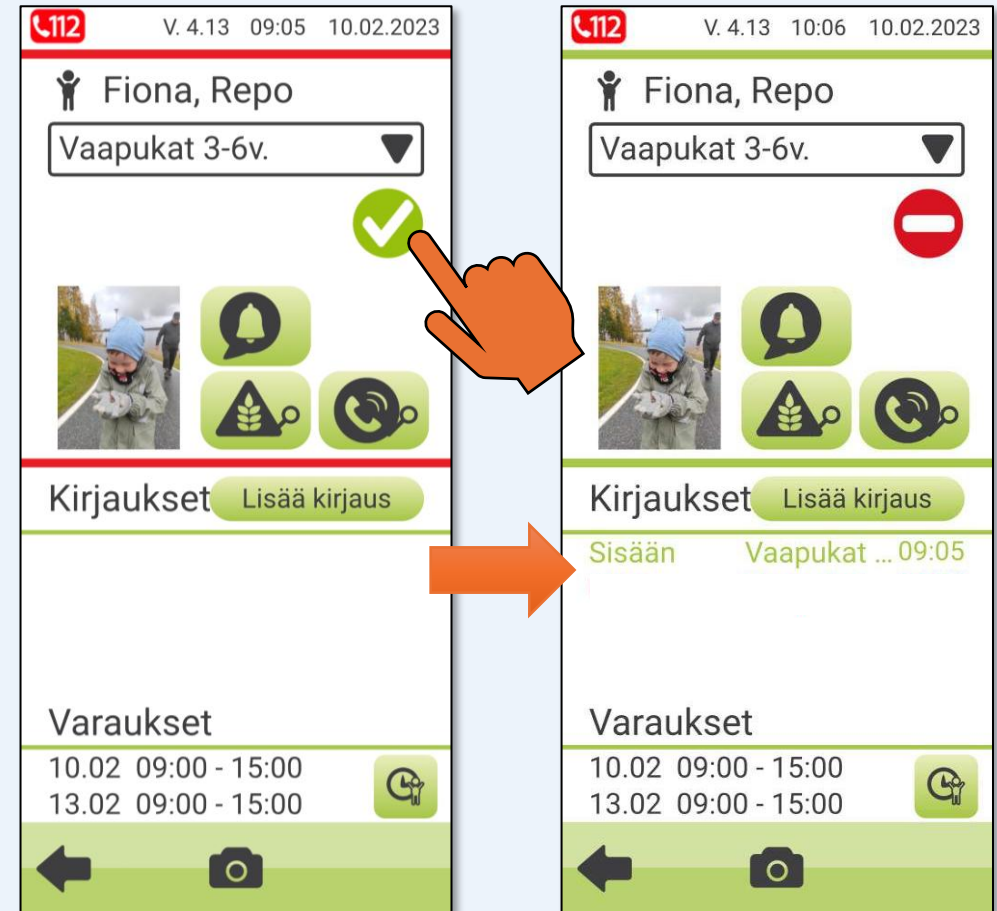 112 V. 4.13 09:05 10.02.2023
Fiona, Repo
Vaapukat 3-6v.
Kirjaukset Lisää kirjaus
Varaukset
10.02 09:00 - 15:00
13.02 09:00 - 15:00
112 V. 4.13 10:06 10.02.2023
Fiona, Repo
Vaapukat 3-6v.
Kirjaukset Lisää kirjaus
Sisään Vaapukat ... 09:05
Varaukset
10.02 09:00 - 15:00
13.02 09:00 - 15:00